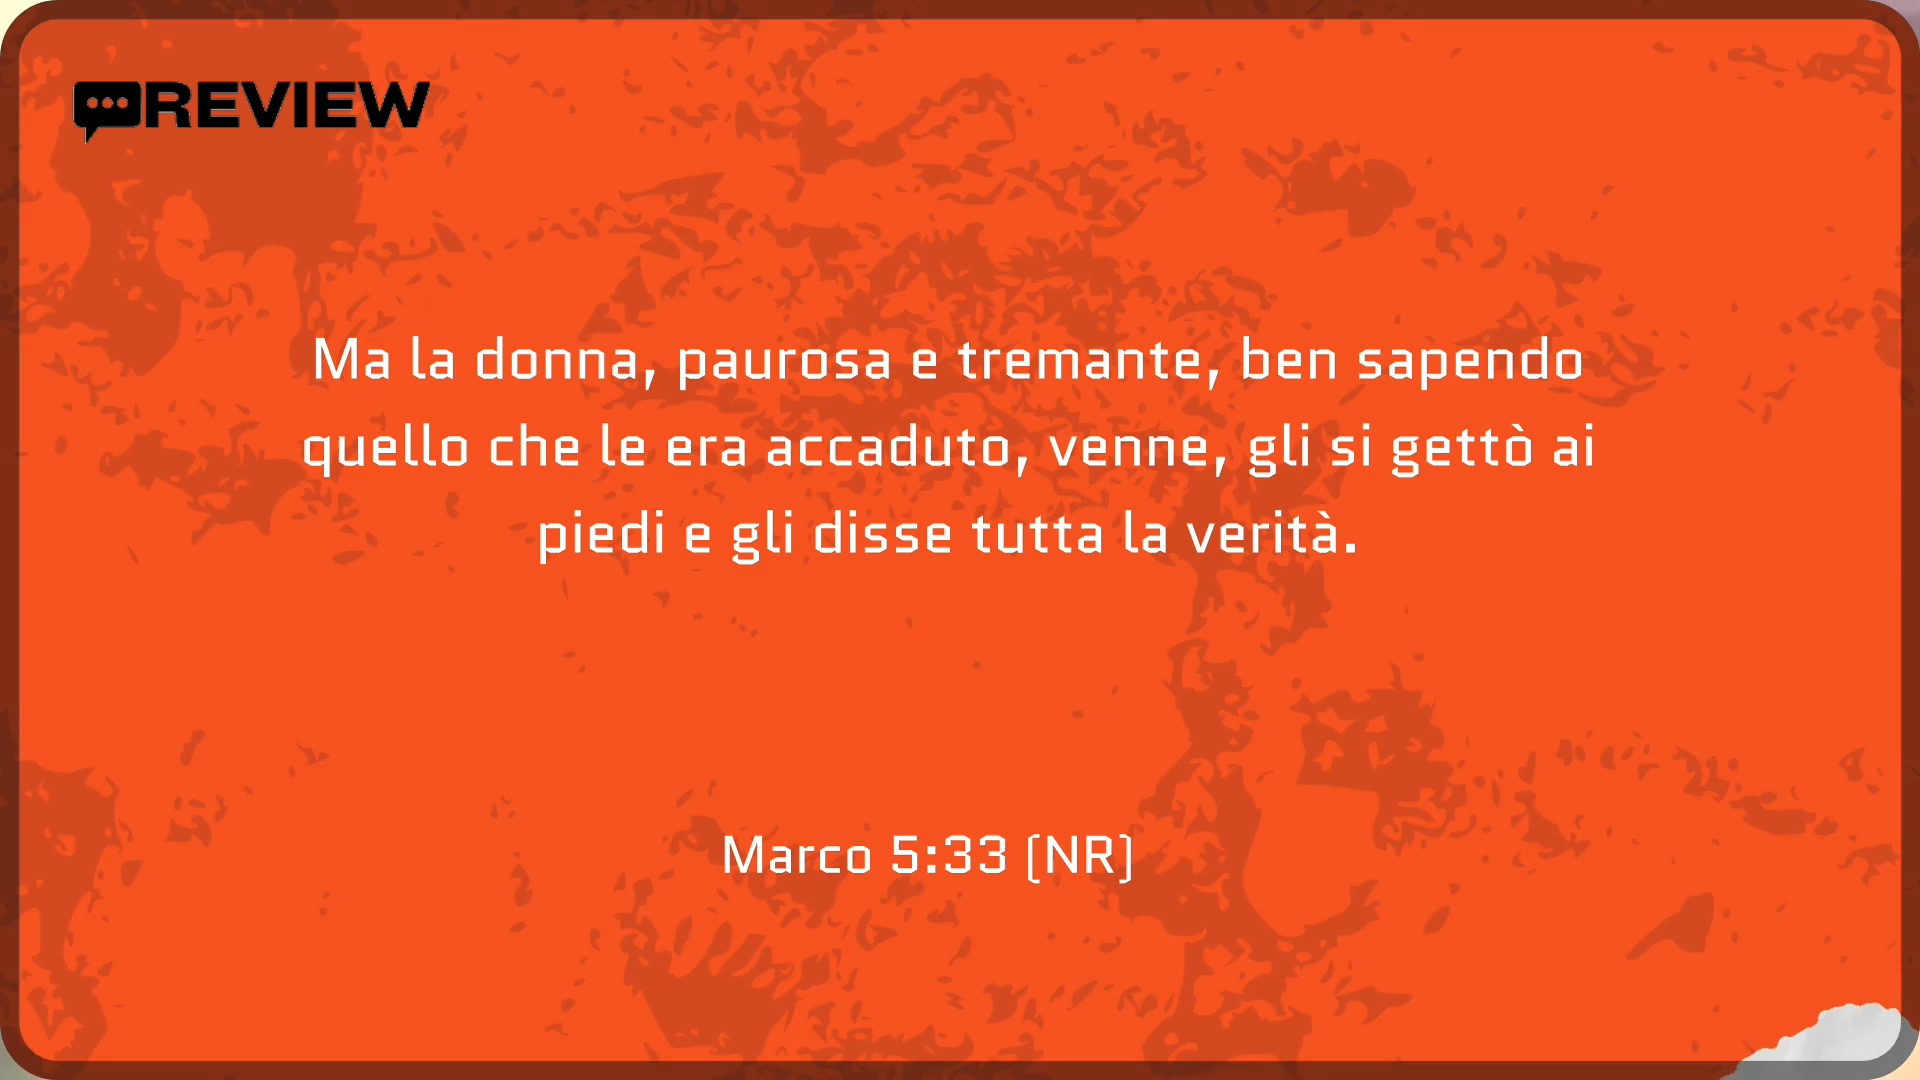 REVIEW
Ma la donna, paurosa e tremante, ben sapendo
quello che le era accaduto, venne, gli si gettò ai
piedi e gli disse tutta la verità.
Marco 5:33 (NR)